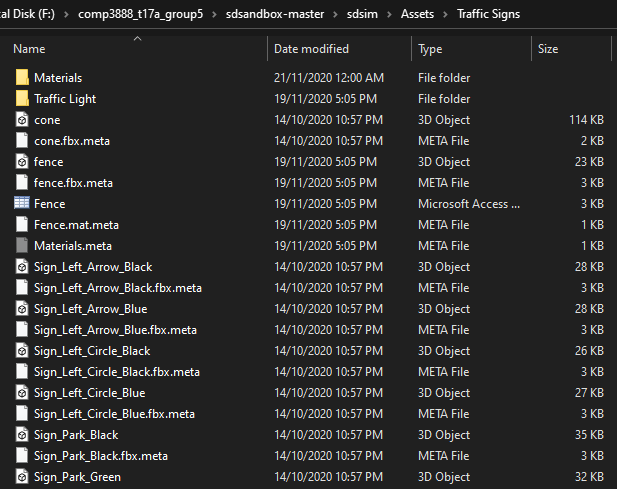 al Disk (F:) > comp3888_t17a_group5 > sdsandbox-master > sdsim > Assets > Traffic Signs
Name Date modified Type Size
Materials 21/11/2020 12:00 AM File folder
Traffic Light 19/11/2020 5:05 PM File folder
cone 14/10/2020 10:57 PM 3D Object 114 KB
cone.fbx.meta 14/10/2020 10:57 PM META File 2 KB
fence 19/11/2020 5:05 PM 3D Object 23 KB
fence.fbx.meta 19/11/2020 5:05 PM META File 3 KB
Fence 19/11/2020 5:05 PM Microsoft Access ... 3 KB
Fence.mat.meta 19/11/2020 5:05 PM META File 1 KB
Materials.meta 19/11/2020 5:05 PM META File 1 KB
Sign_Left_Arrow_Black 14/10/2020 10:57 PM 3D Object 28 KB
Sign_Left_Arrow_Black.fbx.meta 14/10/2020 10:57 PM META File 3 KB
Sign_Left_Arrow_Blue 14/10/2020 10:57 PM 3D Object 28 KB
Sign_Left_Arrow_Blue.fbx.meta 14/10/2020 10:57 PM META File 3 KB
Sign_Left_Circle_Black 14/10/2020 10:57 PM 3D Object 26 KB
Sign_Left_Circle_Black.fbx.meta 14/10/2020 10:57 PM META File 3 KB
Sign_Left_Circle_Blue 14/10/2020 10:57 PM 3D Object 27 KB
Sign_Left_Circle_Blue.fbx.meta 14/10/2020 10:57 PM META File 3 KB
Sign_Park_Black 14/10/2020 10:57 PM 3D Object 35 KB
Sign_Park_Black.fbx.meta 14/10/2020 10:57 PM META File 3 KB
Sign_Park_Green 14/10/2020 10:57 PM 3D Object 32 KB